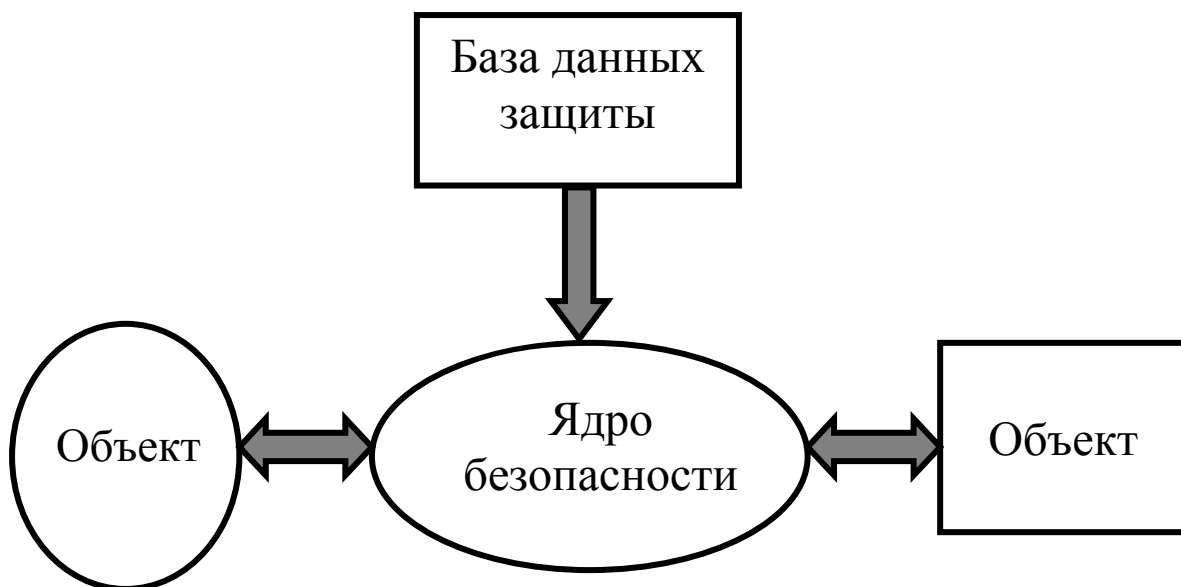 База данных
защиты
Объект
Ядро
безопасности
Объект